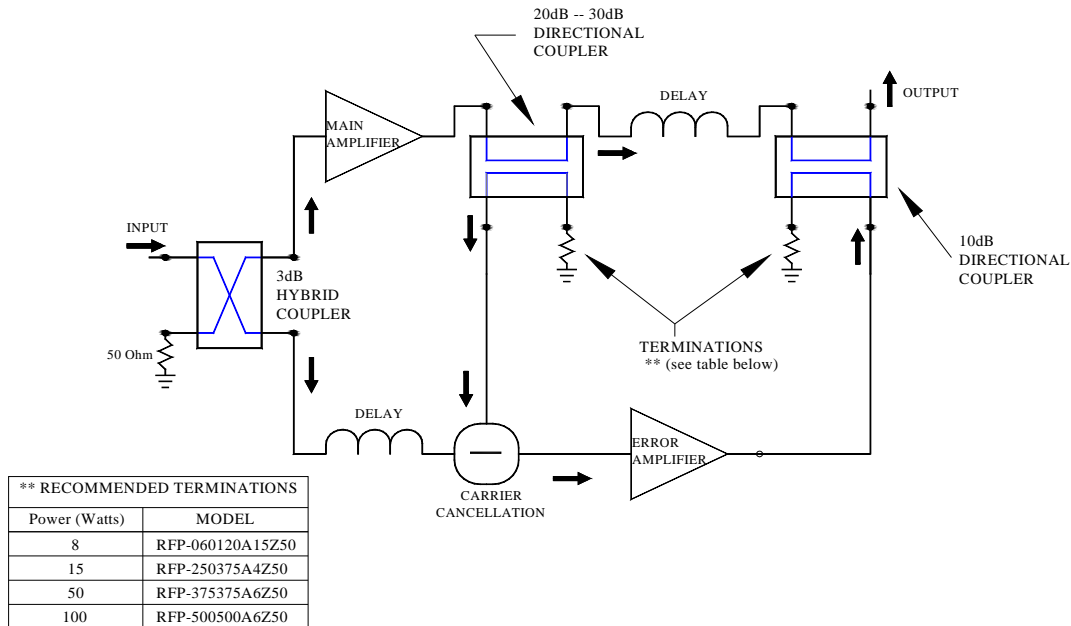 20dB -- 30dB
DIRECTIONAL
COUPLER
DELAY
OUTPUT
MAIN
AMPLIFIER
INPUT
3dB
HYBRID
COUPLER
10dB
DIRECTIONAL
COUPLER
50 Ohm
TERMINATIONS
** (see table below)
DELAY
ERROR
AMPLIFIER
CARRIER
CANCELLATION
** RECOMMENDED TERMINATIONS
Power (Watts) MODEL
8 RFP-060120A15Z50
15 RFP-250375A4Z50
50 RFP-375375A6Z50
100 RFP-500500A6Z50